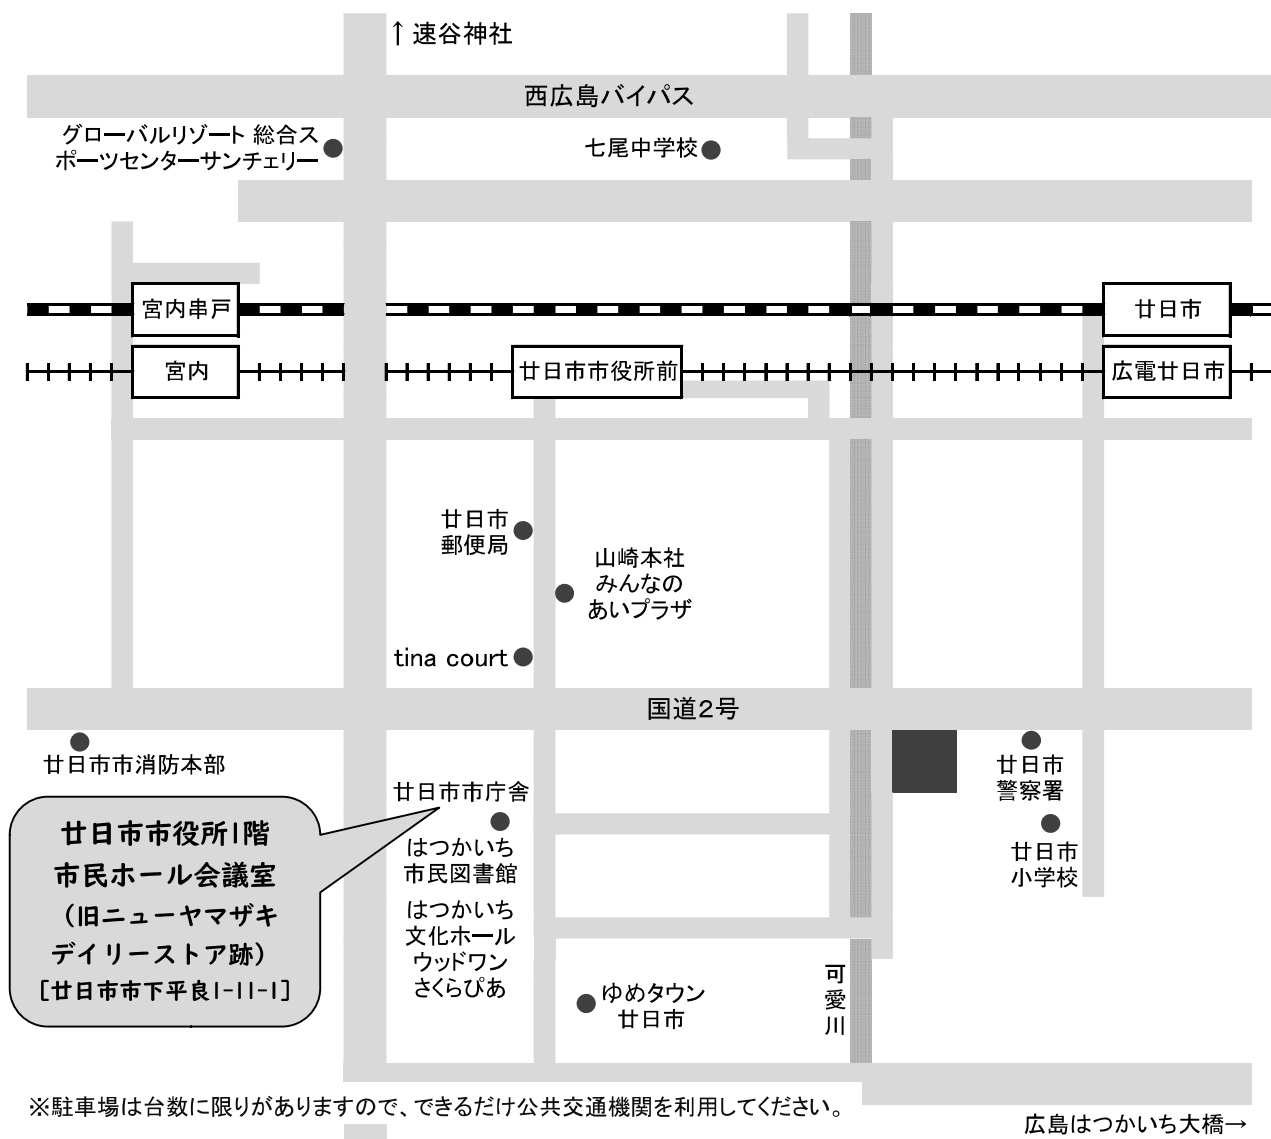 ↑速谷神社
西広島バイパス
グローバルリゾート 総合ス
ポーツセンターサンチェリー
七尾中学校
宮内串戸
廿日市
宮内
廿日市市役所前
広電廿日市
廿日市
郵便局
山崎本社
みんなの
あいプラザ
tina court
国道2号
廿日市市消防本部
廿日市
警察署
廿日市市庁舎
廿日市市役所1階
市民ホール会議室
（旧ニューヤマザキ
デイリーストア跡）
[廿日市市下平良1-11-1]
はつかいち
市民図書館
はつかいち
文化ホール
ウッドワン
さくらぴあ
廿日市
小学校
ゆめタウン
廿日市
可愛川
※駐車場は台数に限りがありますので、できるだけ公共交通機関を利用してください。
広島はつかいち大橋→